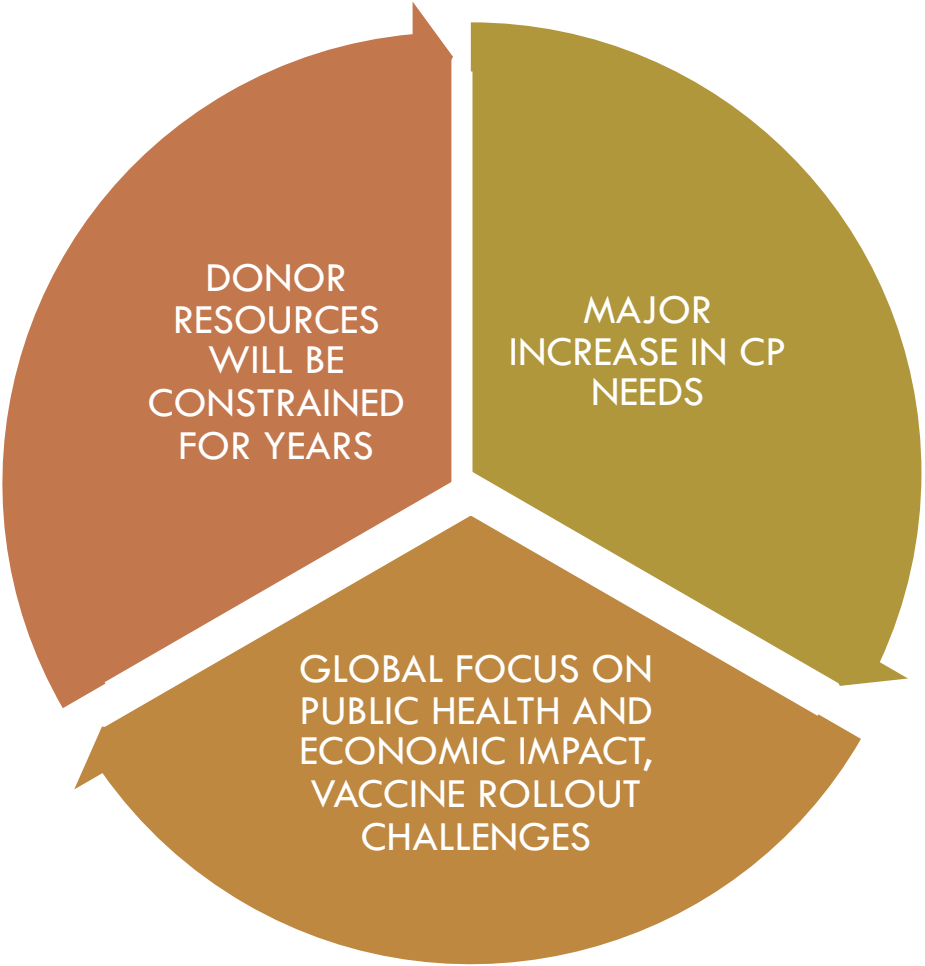 DONOR
RESOURCES
WILL BE
CONSTRAINED
FOR YEARS
MAJOR
INCREASE IN CP
NEEDS
GLOBAL FOCUS ON
PUBLIC HEALTH AND
ECONOMIC IMPACT,
VACCINE ROLLOUT
CHALLENGES